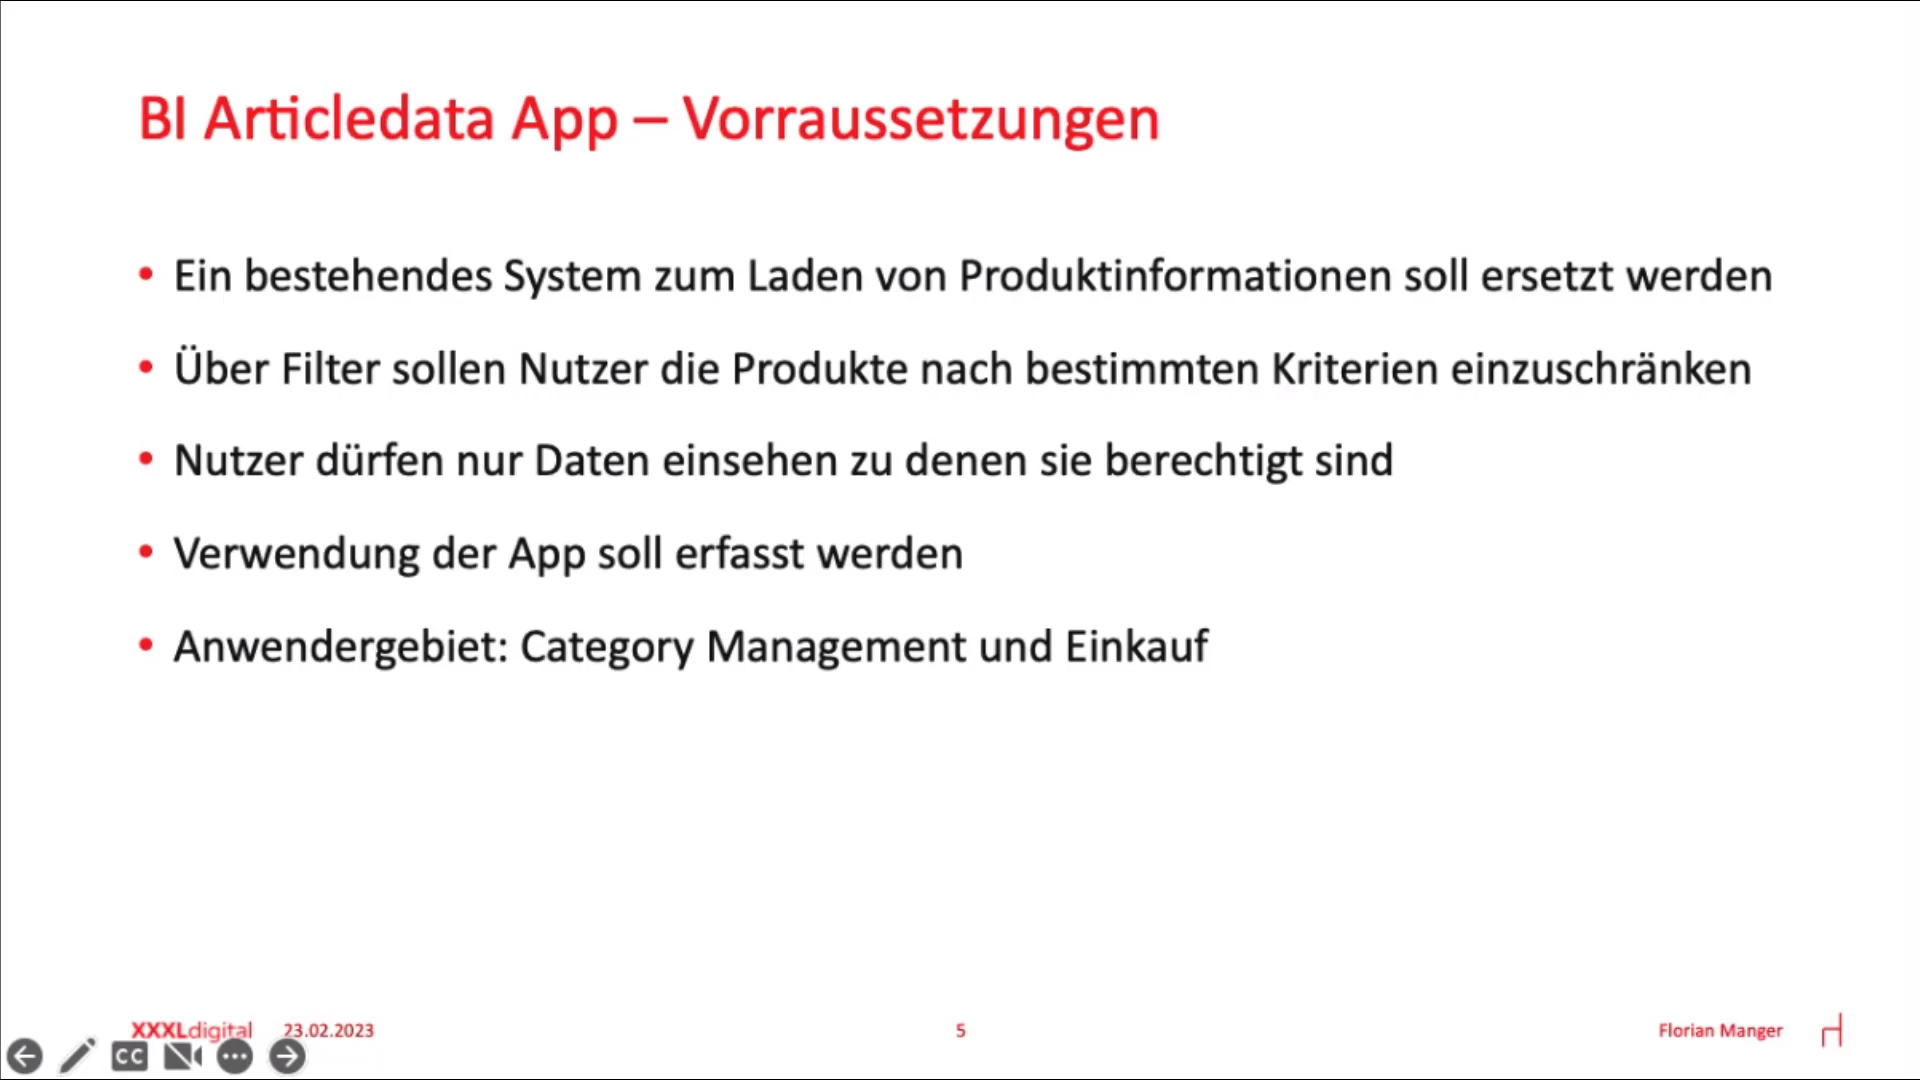 BI Articledata App – Vorraussetzungen
• Ein bestehendes System zum Laden von Produktinformationen soll ersetzt werden
• Über Filter sollen Nutzer die Produkte nach bestimmten Kriterien einzuschränken
• Nutzer dürfen nur Daten einsehen zu denen sie berechtigt sind
• Verwendung der App soll erfasst werden
• Anwendergebiet: Category Management und Einkauf
XXXLdigital 23.02.2023 5 Florian Manger
CC